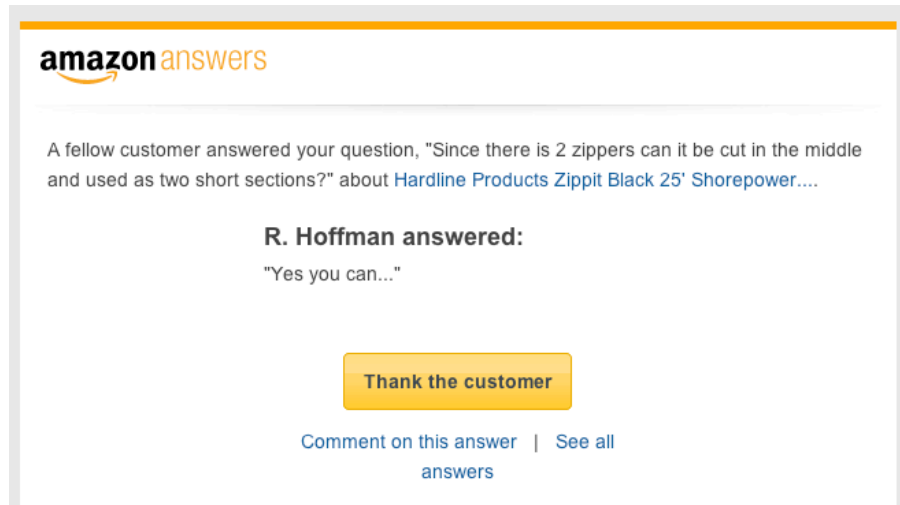 amazon answers
A fellow customer answered your question, "Since there is 2 zippers can it be cut in the middle
and used as two short sections?" about Hardline Products Zippit Black 25' Shorepower....
R. Hoffman answered:
"Yes you can..."
Thank the customer
Comment on this answer | See all
answers